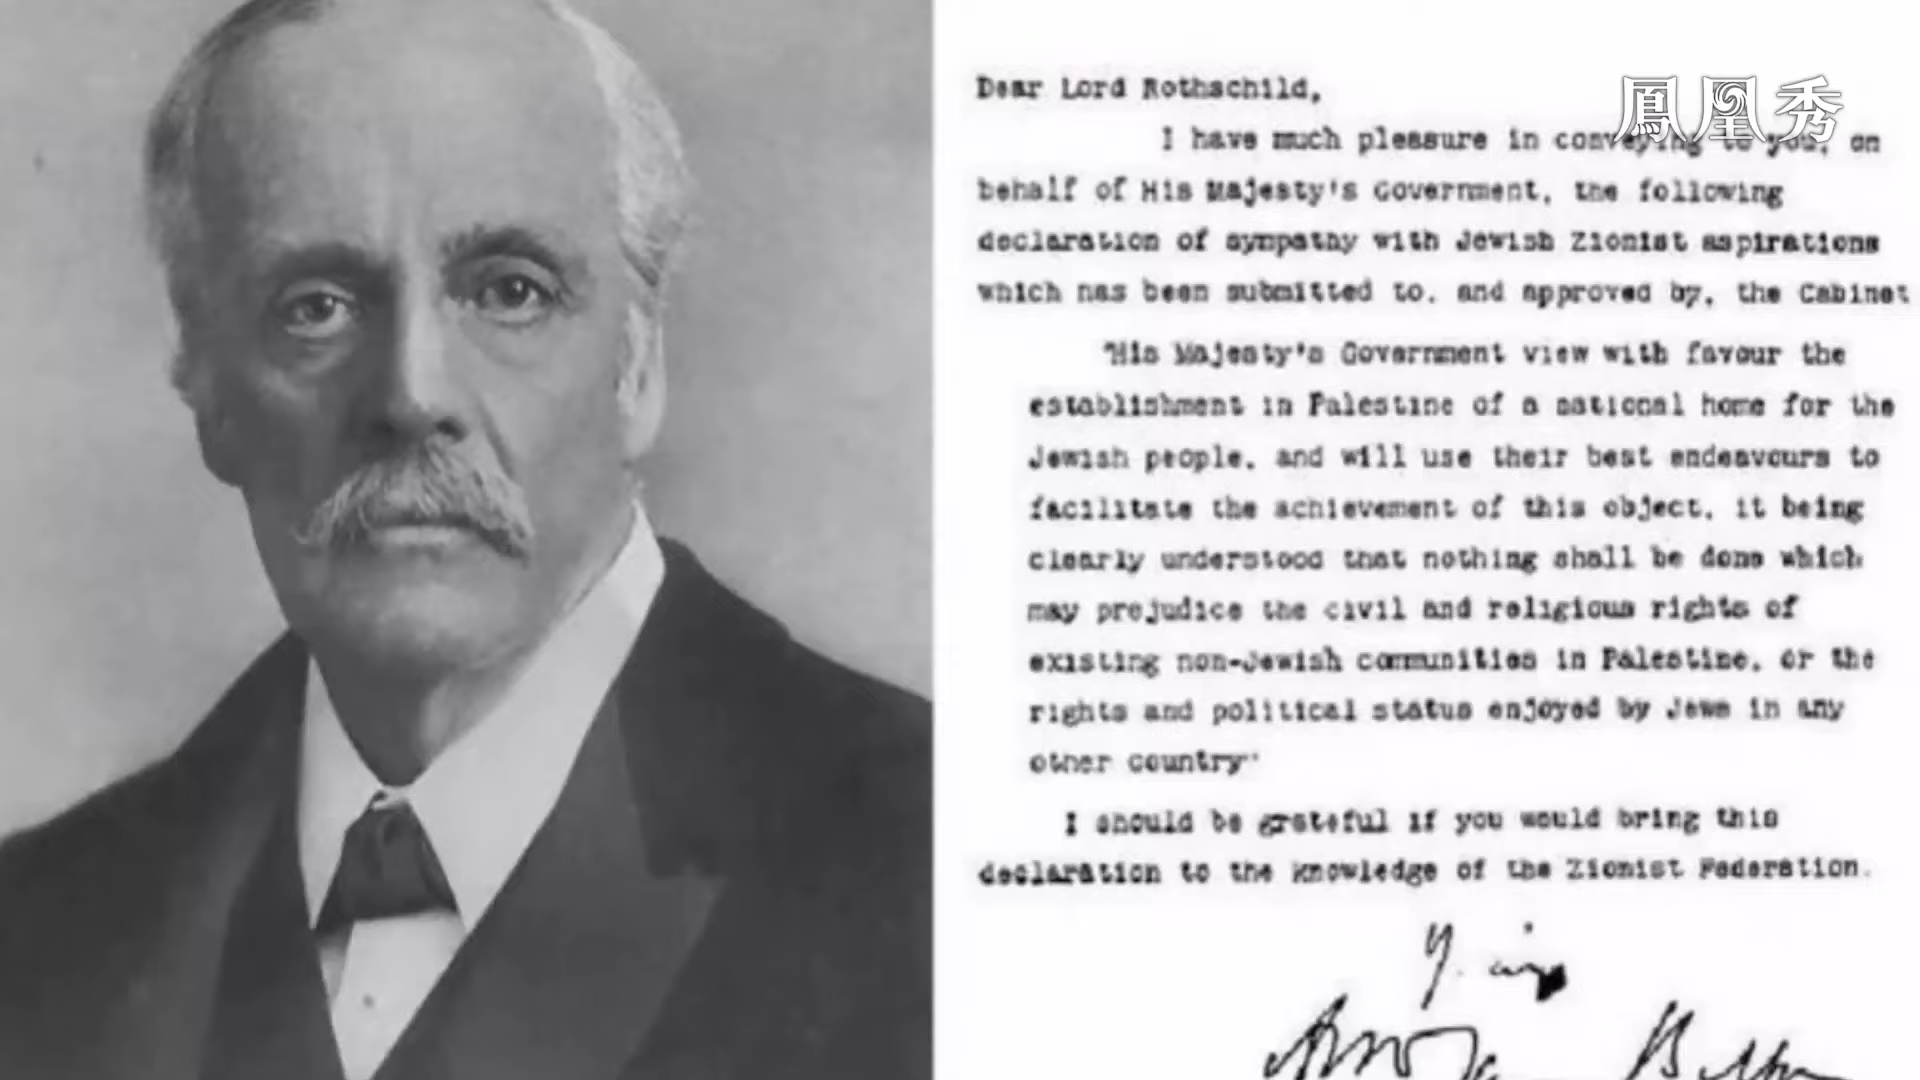 Dear Lord Rothschild,
鳳凰秀
I have much pleasure in conveying to you, on
behalf of His Majesty's Government, the following
declaration of sympathy with Jewish Zionist aspirations
which has been submitted to, and approved by, the Cabinet
"His Majesty's Government view with favour the
establishment in Palestine of a national home for the
Jewish people, and will use their best endeavours to
facilitate the achievement of this object, it being
clearly understood that nothing shall be done which
may prejudice the civil and religious rights of
existing non-Jewish communities in Palestine, or the
rights and political status enjoyed by Jews in any
other country"
I should be grateful if you would bring this
declaration to the knowledge of the Zionist Federation.